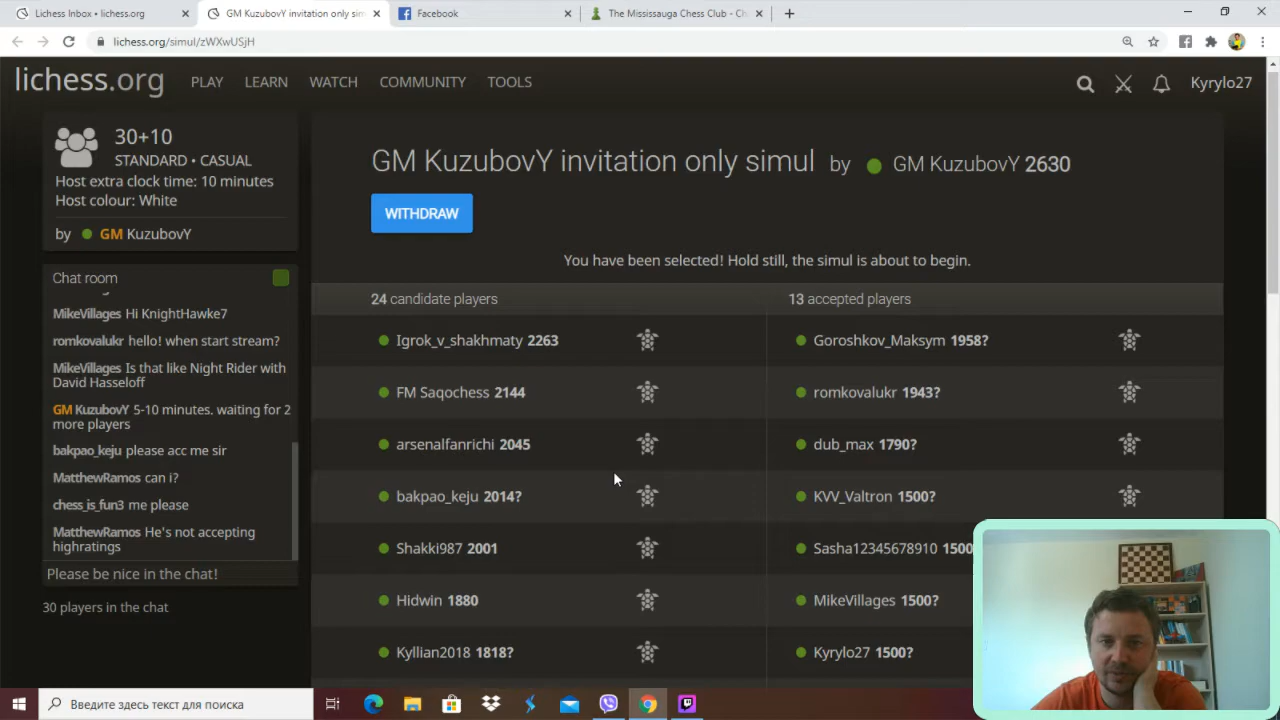 Lichess Inbox • lichess.org
GM KuzubovY invitation only sim
Facebook
The Mississauga Chess Club - Ch
lichess.org/simul/zWXwUSjH
lichess.org PLAY LEARN WATCH COMMUNITY TOOLS Kyrylo27
30+10
STANDARD • CASUAL
Host extra clock time: 10 minutes
Host colour: White
by GM KuzubovY
Chat room
MikeVillages Hi KnightHawke7
romkovalukr hello! when start stream?
MikeVillages Is that like Night Rider with
David Hasseloff
GM KuzubovY 5-10 minutes. waiting for 2
more players
bakpao_keju please acc me sir
MatthewRamos can i?
chess_is_fun3 me please
MatthewRamos He's not accepting
highratings
Please be nice in the chat!
30 players in the chat
GM KuzubovY invitation only simul by GM KuzubovY 2630
WITHDRAW
You have been selected! Hold still, the simul is about to begin.
24 candidate players
Igrok_v_shakhmaty 2263
FM Saqochess 2144
arsenalfanrichi 2045
bakpao_keju 2014?
Shakki987 2001
Hidwin 1880
Kyllian2018 1818?
13 accepted players
Goroshkov_Maksym 1958?
romkovalukr 1943?
dub_max 1790?
KVV_Valtron 1500?
Sasha12345678910 1500
MikeVillages 1500?
Kyrylo27 1500?
Введите здесь текст для поиска